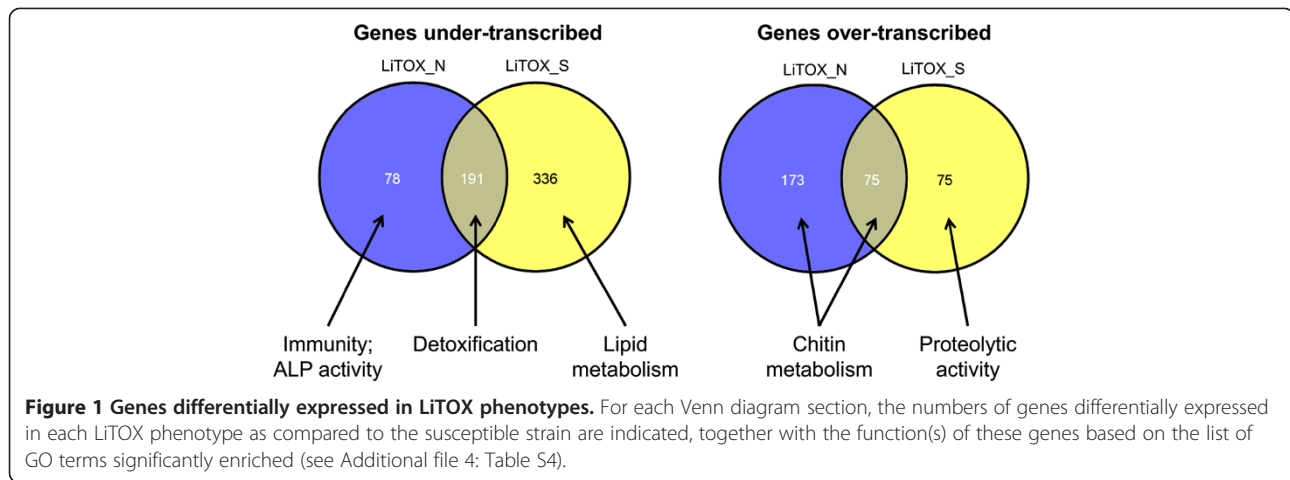 Genes under-transcribed
Genes over-transcribed
LiTOX_N
LiTOX_S
LiTOX_N
LiTOX_S
78
191
336
173
75
75
Immunity;
ALP activity
Detoxification
Lipid
metabolism
Chitin
metabolism
Proteolytic
activity
Figure 1 Genes differentially expressed in LiTOX phenotypes. For each Venn diagram section, the numbers of genes differentially expressed
in each LiTOX phenotype as compared to the susceptible strain are indicated, together with the function(s) of these genes based on the list of
GO terms significantly enriched (see Additional file 4: Table S4).